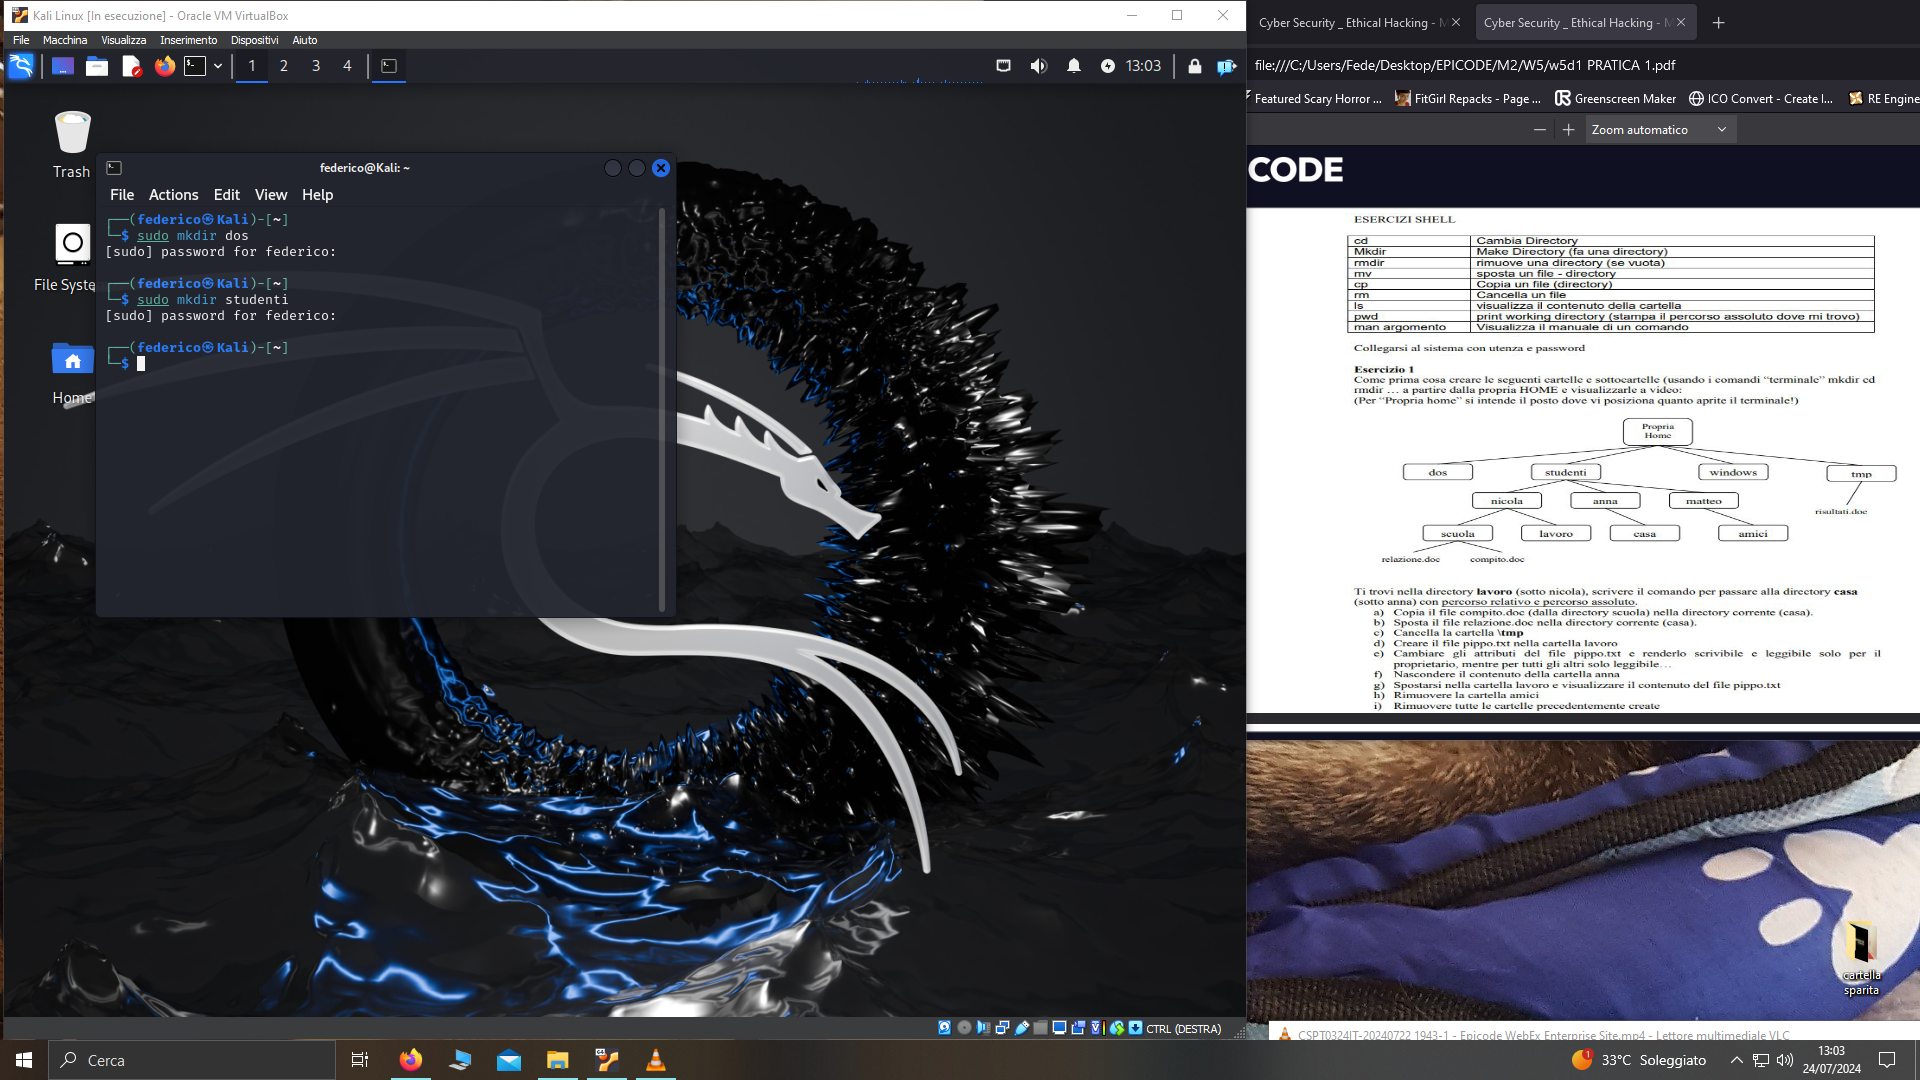 Kali Linux [In esecuzione] - Oracle VM VirtualBox
File Macchina Visualizza Inserimento Dispositivi Aiuto
1 2 3 4
13:03
Trash
File Syste
Home
federico@Kali: ~
File Actions Edit View Help
┌──(federico㉿Kali)-[~]
└─$ sudo mkdir dos
[sudo] password for federico:
┌──(federico㉿Kali)-[~]
└─$ sudo mkdir studenti
[sudo] password for federico:
┌──(federico㉿Kali)-[~]
└─$
CTRL (DESTRA)
Cyber Security _ Ethical Hacking - M
Cyber Security _ Ethical Hacking - M
file:///C:/Users/Fede/Desktop/EPICODE/M2/W5/w5d1 PRATICA 1.pdf
Featured Scary Horror ... FitGirl Repacks - Page ... Greenscreen Maker ICO Convert - Create I... RE Engine
Zoom automatico
CODE
ESERCIZI SHELL
cd Cambia Directory
Mkdir Make Directory (fa una directory)
rmdir rimuove una directory (se vuota)
mv sposta un file - directory
cp Copia un file (directory)
rm Cancella un file
ls visualizza il contenuto della cartella
pwd print working directory (stampa il percorso assoluto dove mi trovo)
man argomento Visualizza il manuale di un comando
Collegarsi al sistema con utenza e password
Esercizio 1
Come prima cosa creare le seguenti cartelle e sottocartelle (usando i comandi “terminale” mkdir cd
rmdir … a partire dalla propria HOME e visualizzarle a video:
(Per “Propria home” si intende il posto dove vi posiziona quanto aprite il terminale!)
Propria
Home
dos studenti windows tmp
nicola anna matteo
risultati.doc
scuola lavoro casa amici
relazione.doc compito.doc
Ti trovi nella directory lavoro (sotto nicola), scrivere il comando per passare alla directory casa
(sotto anna) con percorso relativo e percorso assoluto.
a) Copia il file compito.doc (dalla directory scuola) nella directory corrente (casa).
b) Sposta il file relazione.doc nella directory corrente (casa).
c) Cancella la cartella \tmp
d) Creare il file pippo.txt nella cartella lavoro
e) Cambiare gli attributi del file pippo.txt e renderlo scrivibile e leggibile solo per il
proprietario, mentre per tutti gli altri solo leggibile…
f) Nascondere il contenuto della cartella anna
g) Spostarsi nella cartella lavoro e visualizzare il contenuto del file pippo.txt
h) Rimuovere la cartella amici
i) Rimuovere tutte le cartelle precedentemente create
cartella
sparita
CSPT0324IT-20240722 1943-1 - Epicode WebEx Enterprise Site.mp4 - Lettore multimediale VLC
Cerca
1
33°C Soleggiato
13:03
24/07/2024